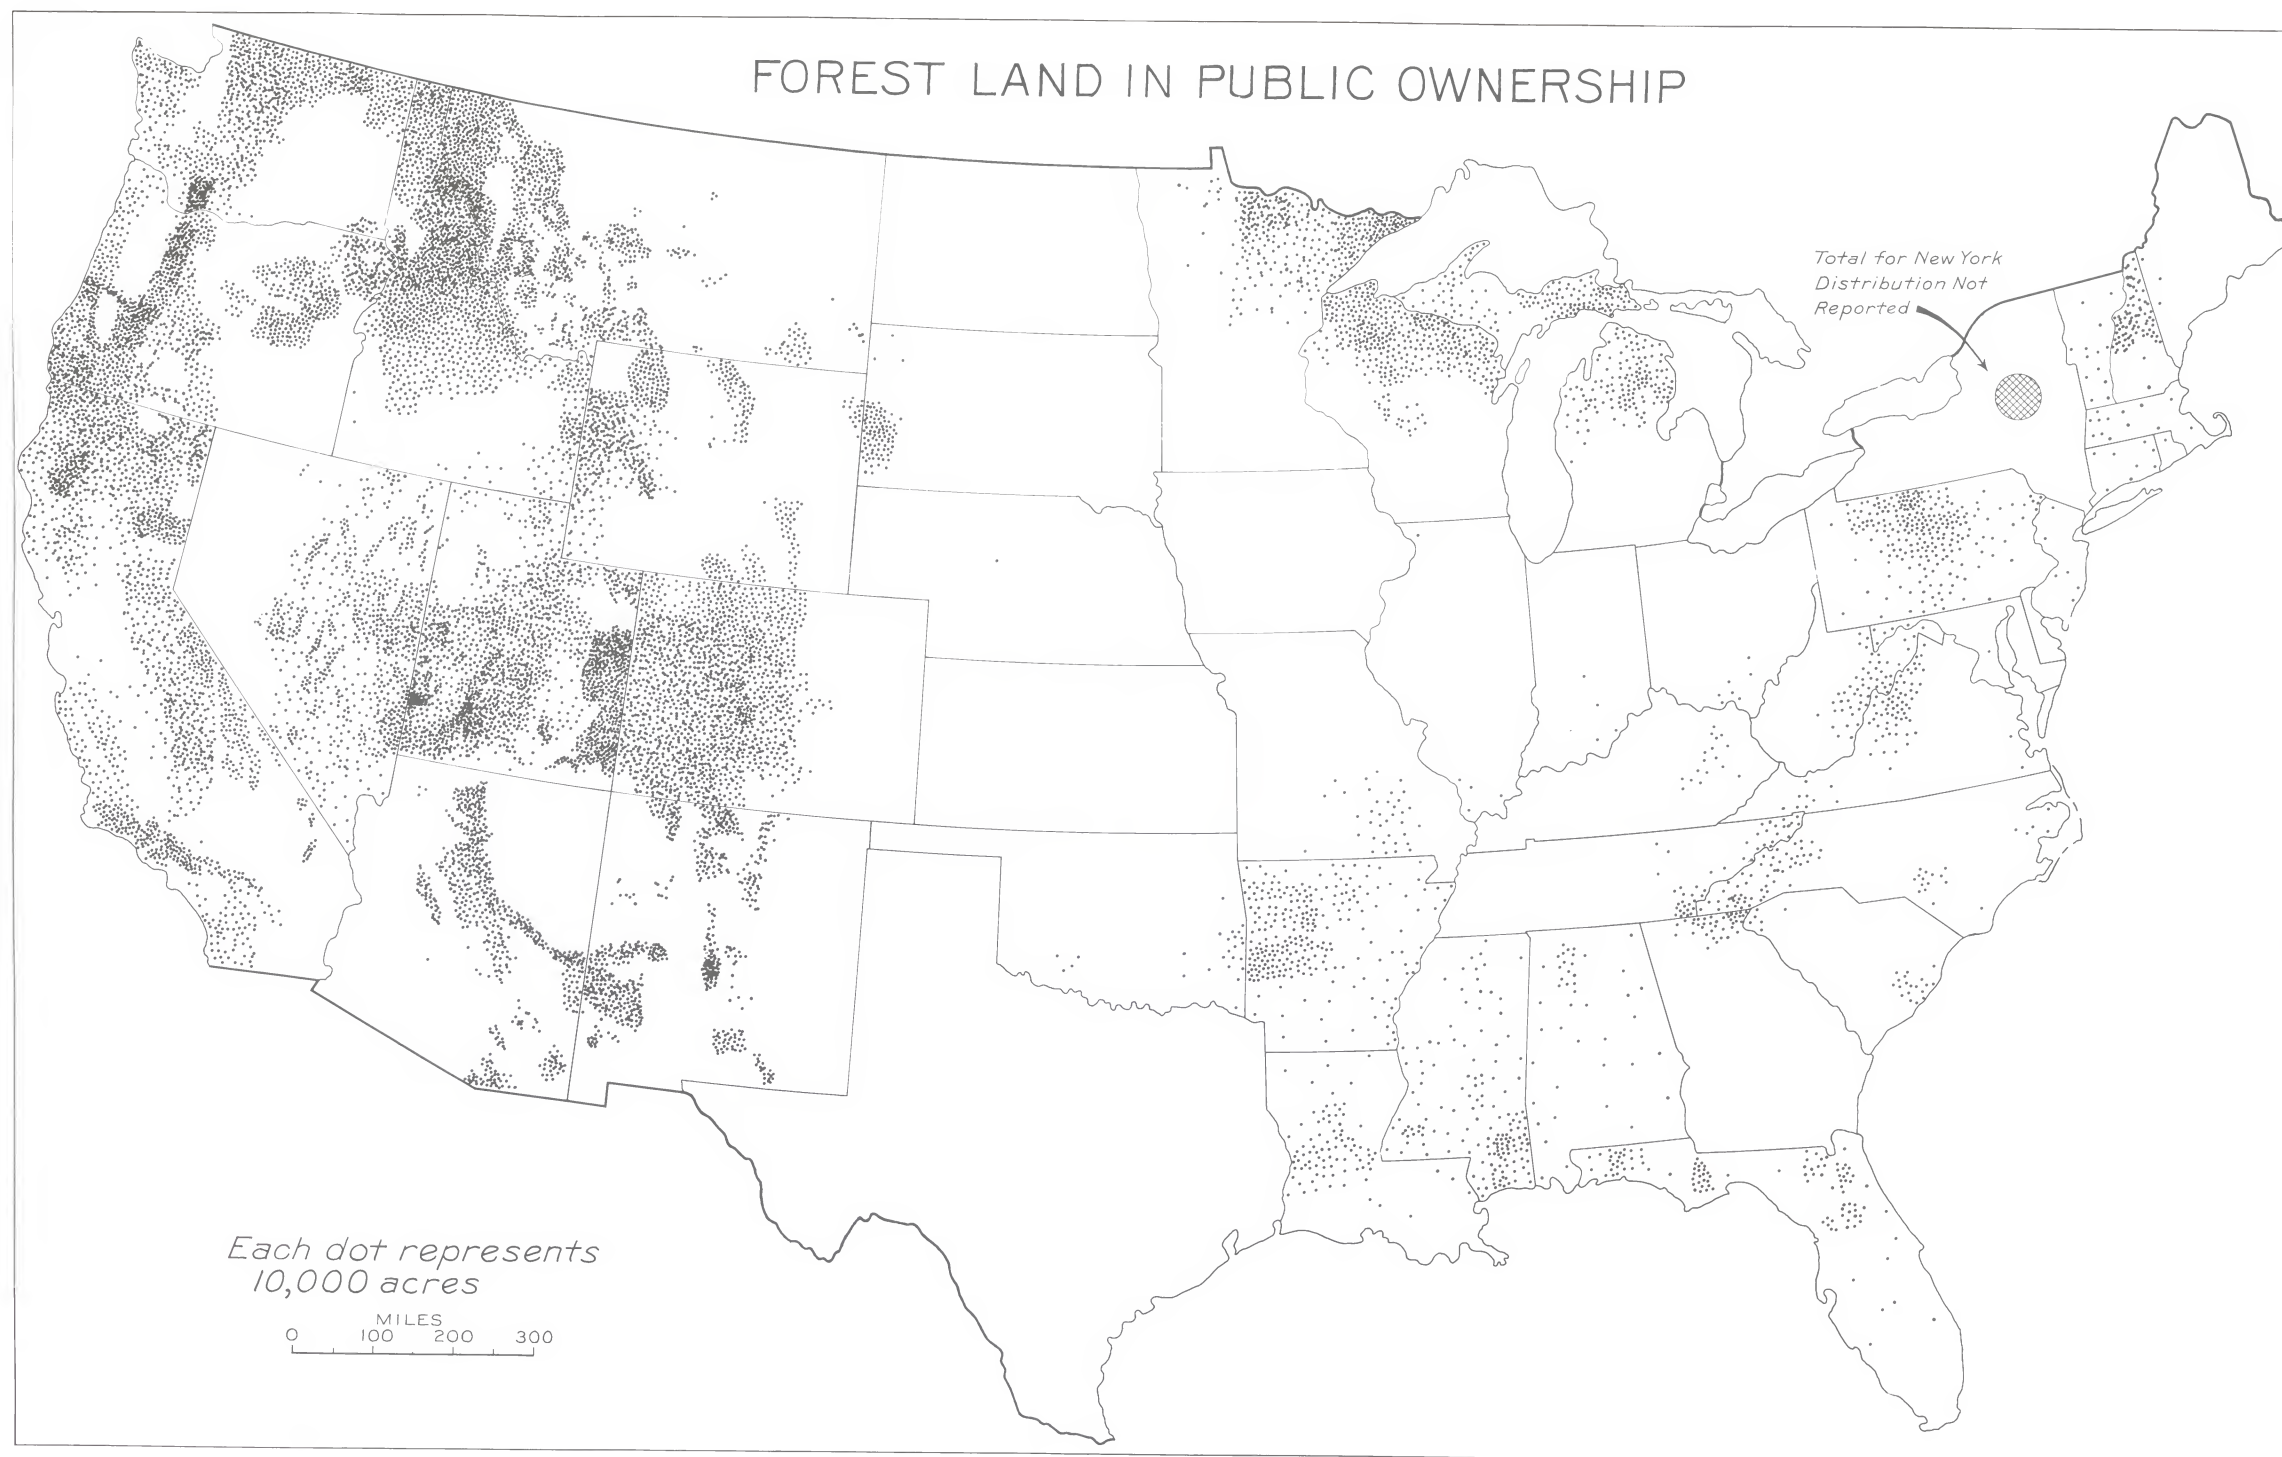 FOREST LAND IN PUBLIC OWNERSHIP
Total for New York
Distribution Not
Reported
Each dot represents
10,000 acres
MILES
0 100 200 300